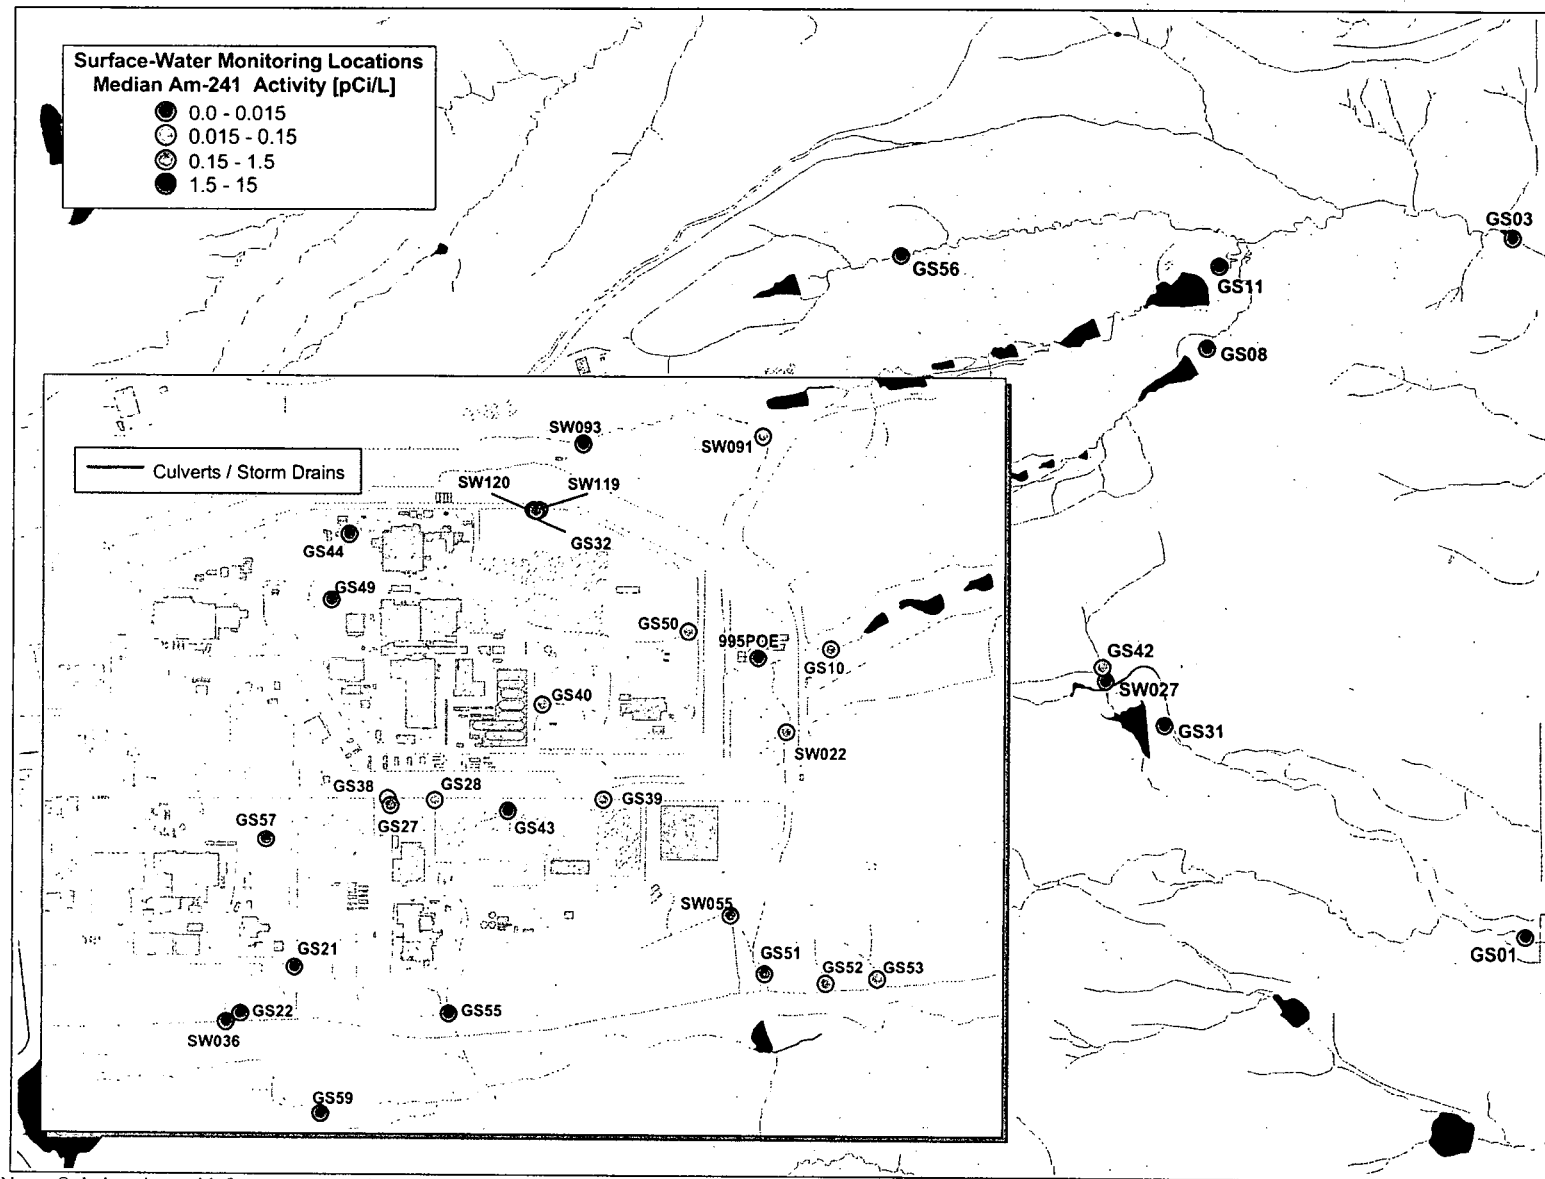 Surface-Water Monitoring Locations
Median Am-241 Activity [pCi/L]
0.0 - 0.015
0.015 - 0.15
0.15 - 1.5
1.5 - 15
GS03
GS56
GS11
GS08
SW093
SW091
Culverts / Storm Drains
SW120
SW119
GS32
GS44
GS49
GS50
995POE
GS10
GS42
SW027
GS40
GS31
SW022
GS38
GS28
GS39
GS27
GS43
GS57
SW055
GS21
GS51
GS52
GS53
GS01
GS22
GS55
SW036
GS59